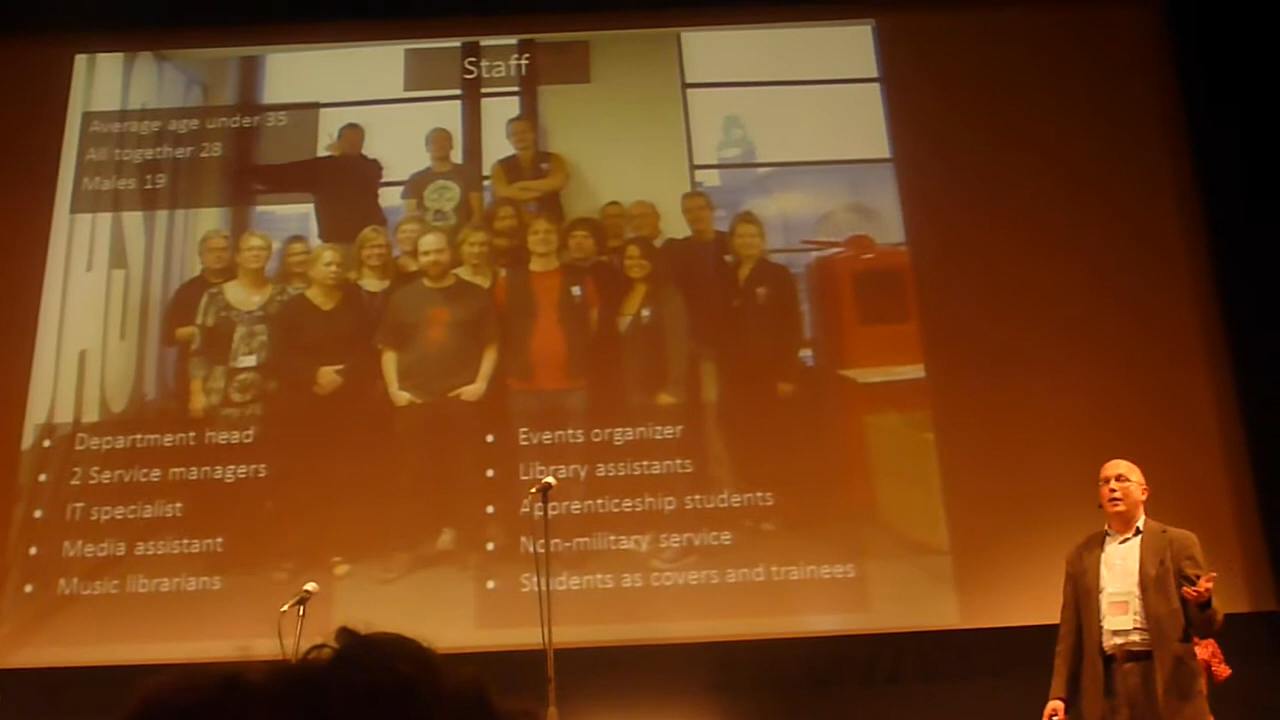 Staff
Average age under 35
All together 28
Males 19
• Department head
• 2 Service managers
• IT specialist
• Media assistant
• Music librarians
• Events organizer
• Library assistants
• Apprenticeship students
• Non-military service
• Students as covers and trainees